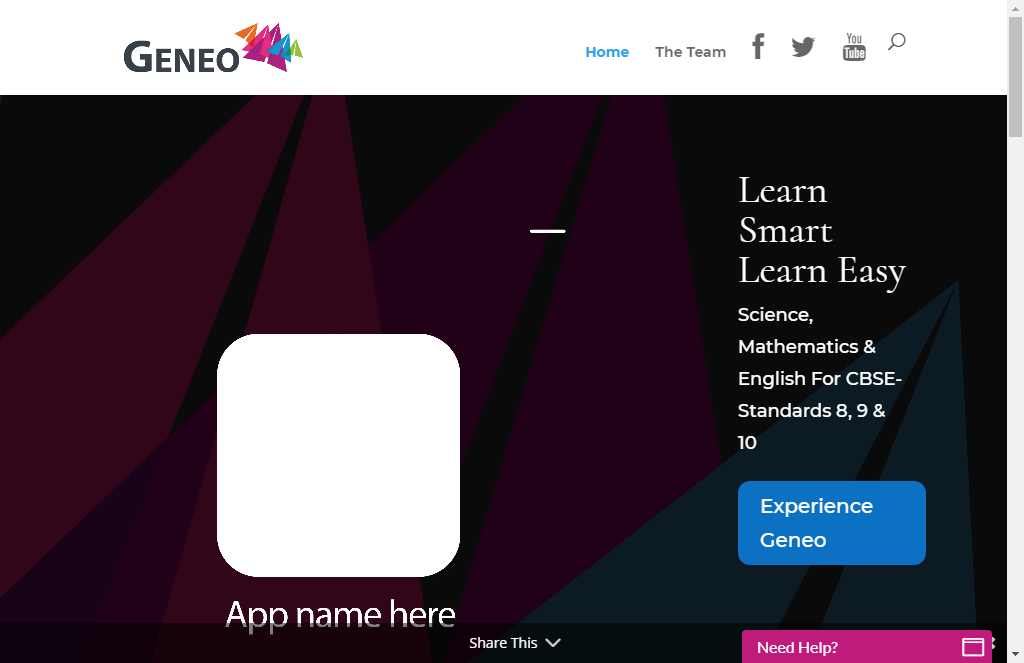 GENEO
Home
The Team
You
Tube
Learn
Smart
Learn Easy
Science,
Mathematics &
English For CBSE-
Standards 8, 9 &
10
Experience
Geneo
App name here
Share This
Need Help?